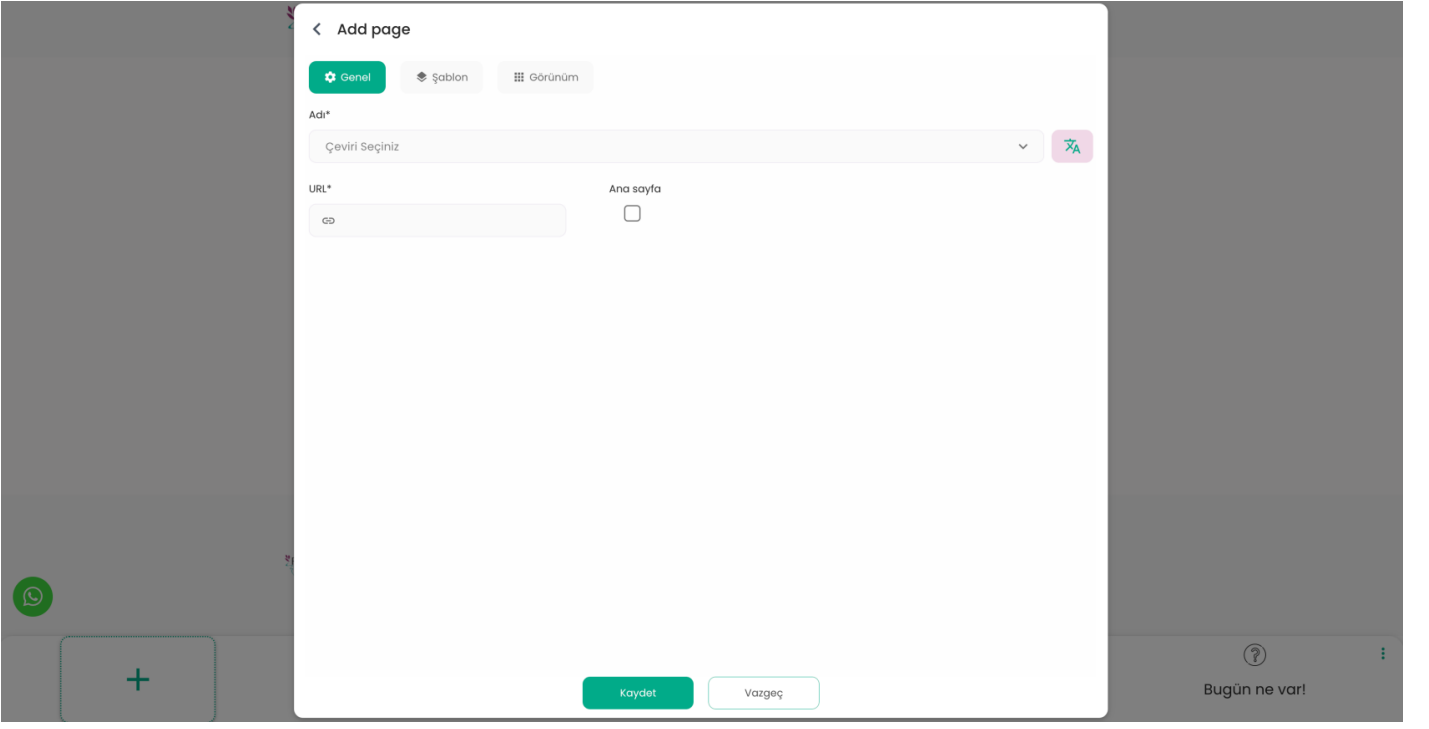 Add page
Genel
Şablon
Görünüm
Adı*
Çeviri Seçiniz
URL*
Ana sayfa
Kaydet
Vazgeç
Bugün ne var!